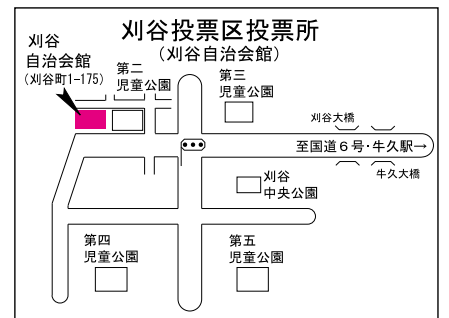 刈谷投票区投票所
(刈谷自治会館)
刈谷
自治会館
(刈谷町1-175)
第二
児童公園
第三
児童公園
刈谷大橋
至国道６号・牛久駅→
牛久大橋
刈谷
中央公園
第四
児童公園
第五
児童公園